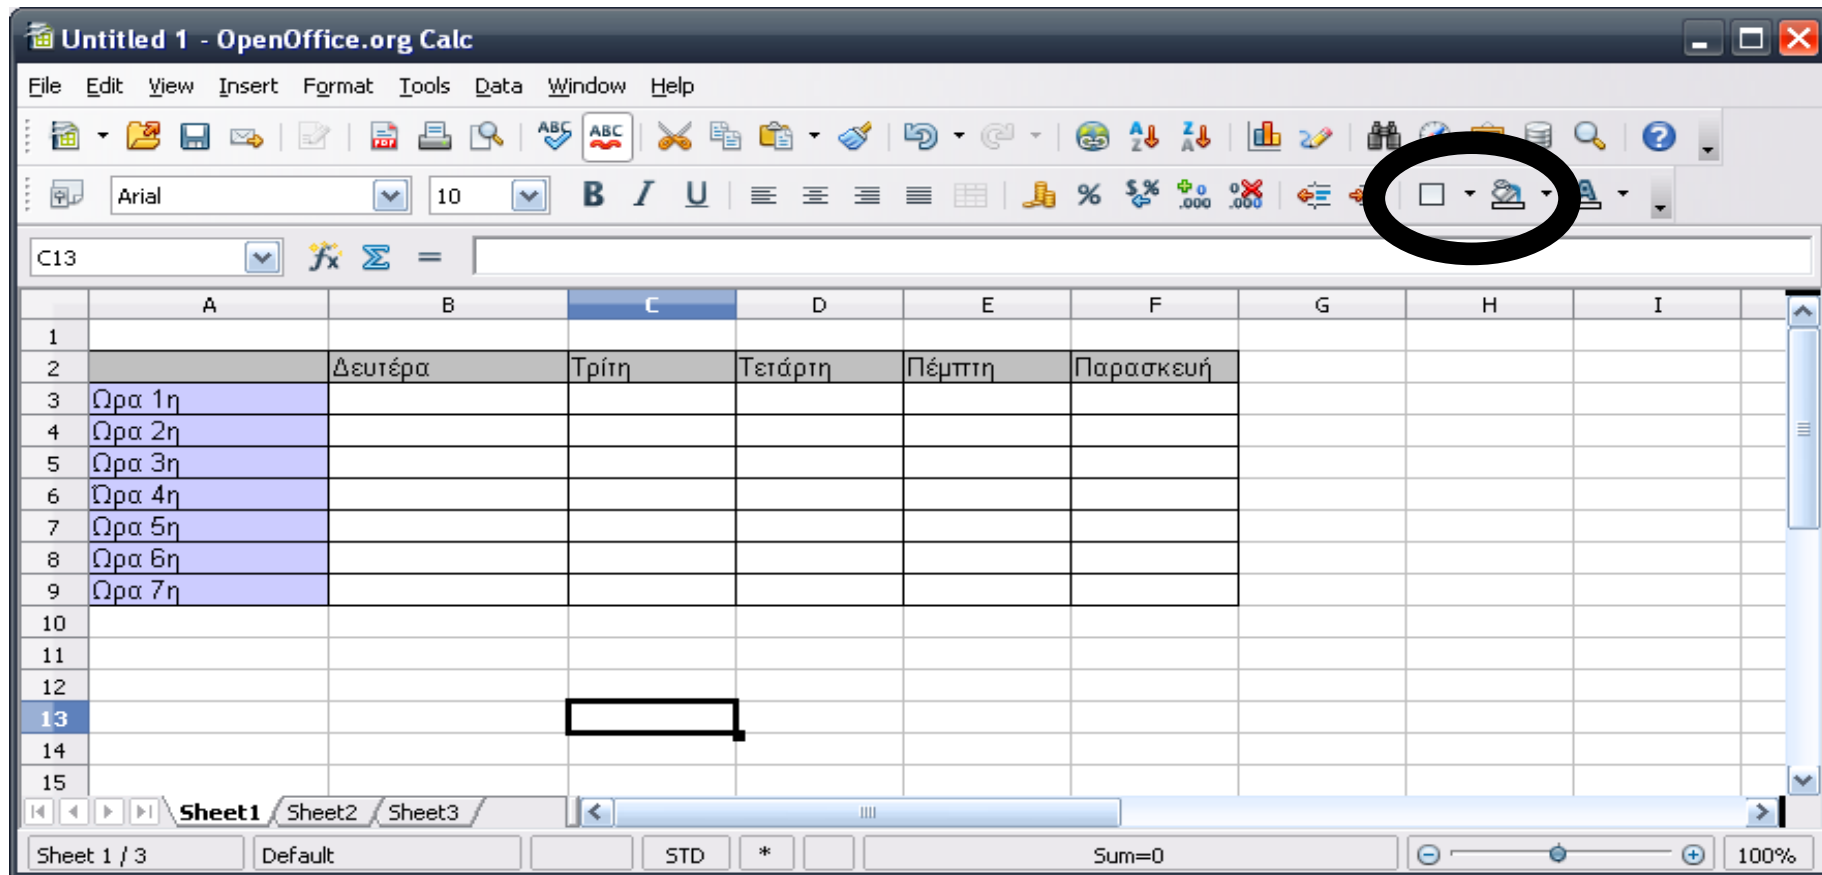 Untitled 1 - OpenOffice.org Calc
File Edit View Insert Format Tools Data Window Help
Arial 10 B I U
C13 fx Σ =
A B C D E F G H I
1
2 Δευτέρα Τρίτη Τετάρτη Πέμπτη Παρασκευή
3 Ωρα 1η
4 Ωρα 2η
5 Ωρα 3η
6 Ώρα 4η
7 Ωρα 5η
8 Ωρα 6η
9 Ωρα 7η
10
11
12
13
14
15
Sheet1 Sheet2 Sheet3
Sheet 1 / 3 Default STD * Sum=0 100%